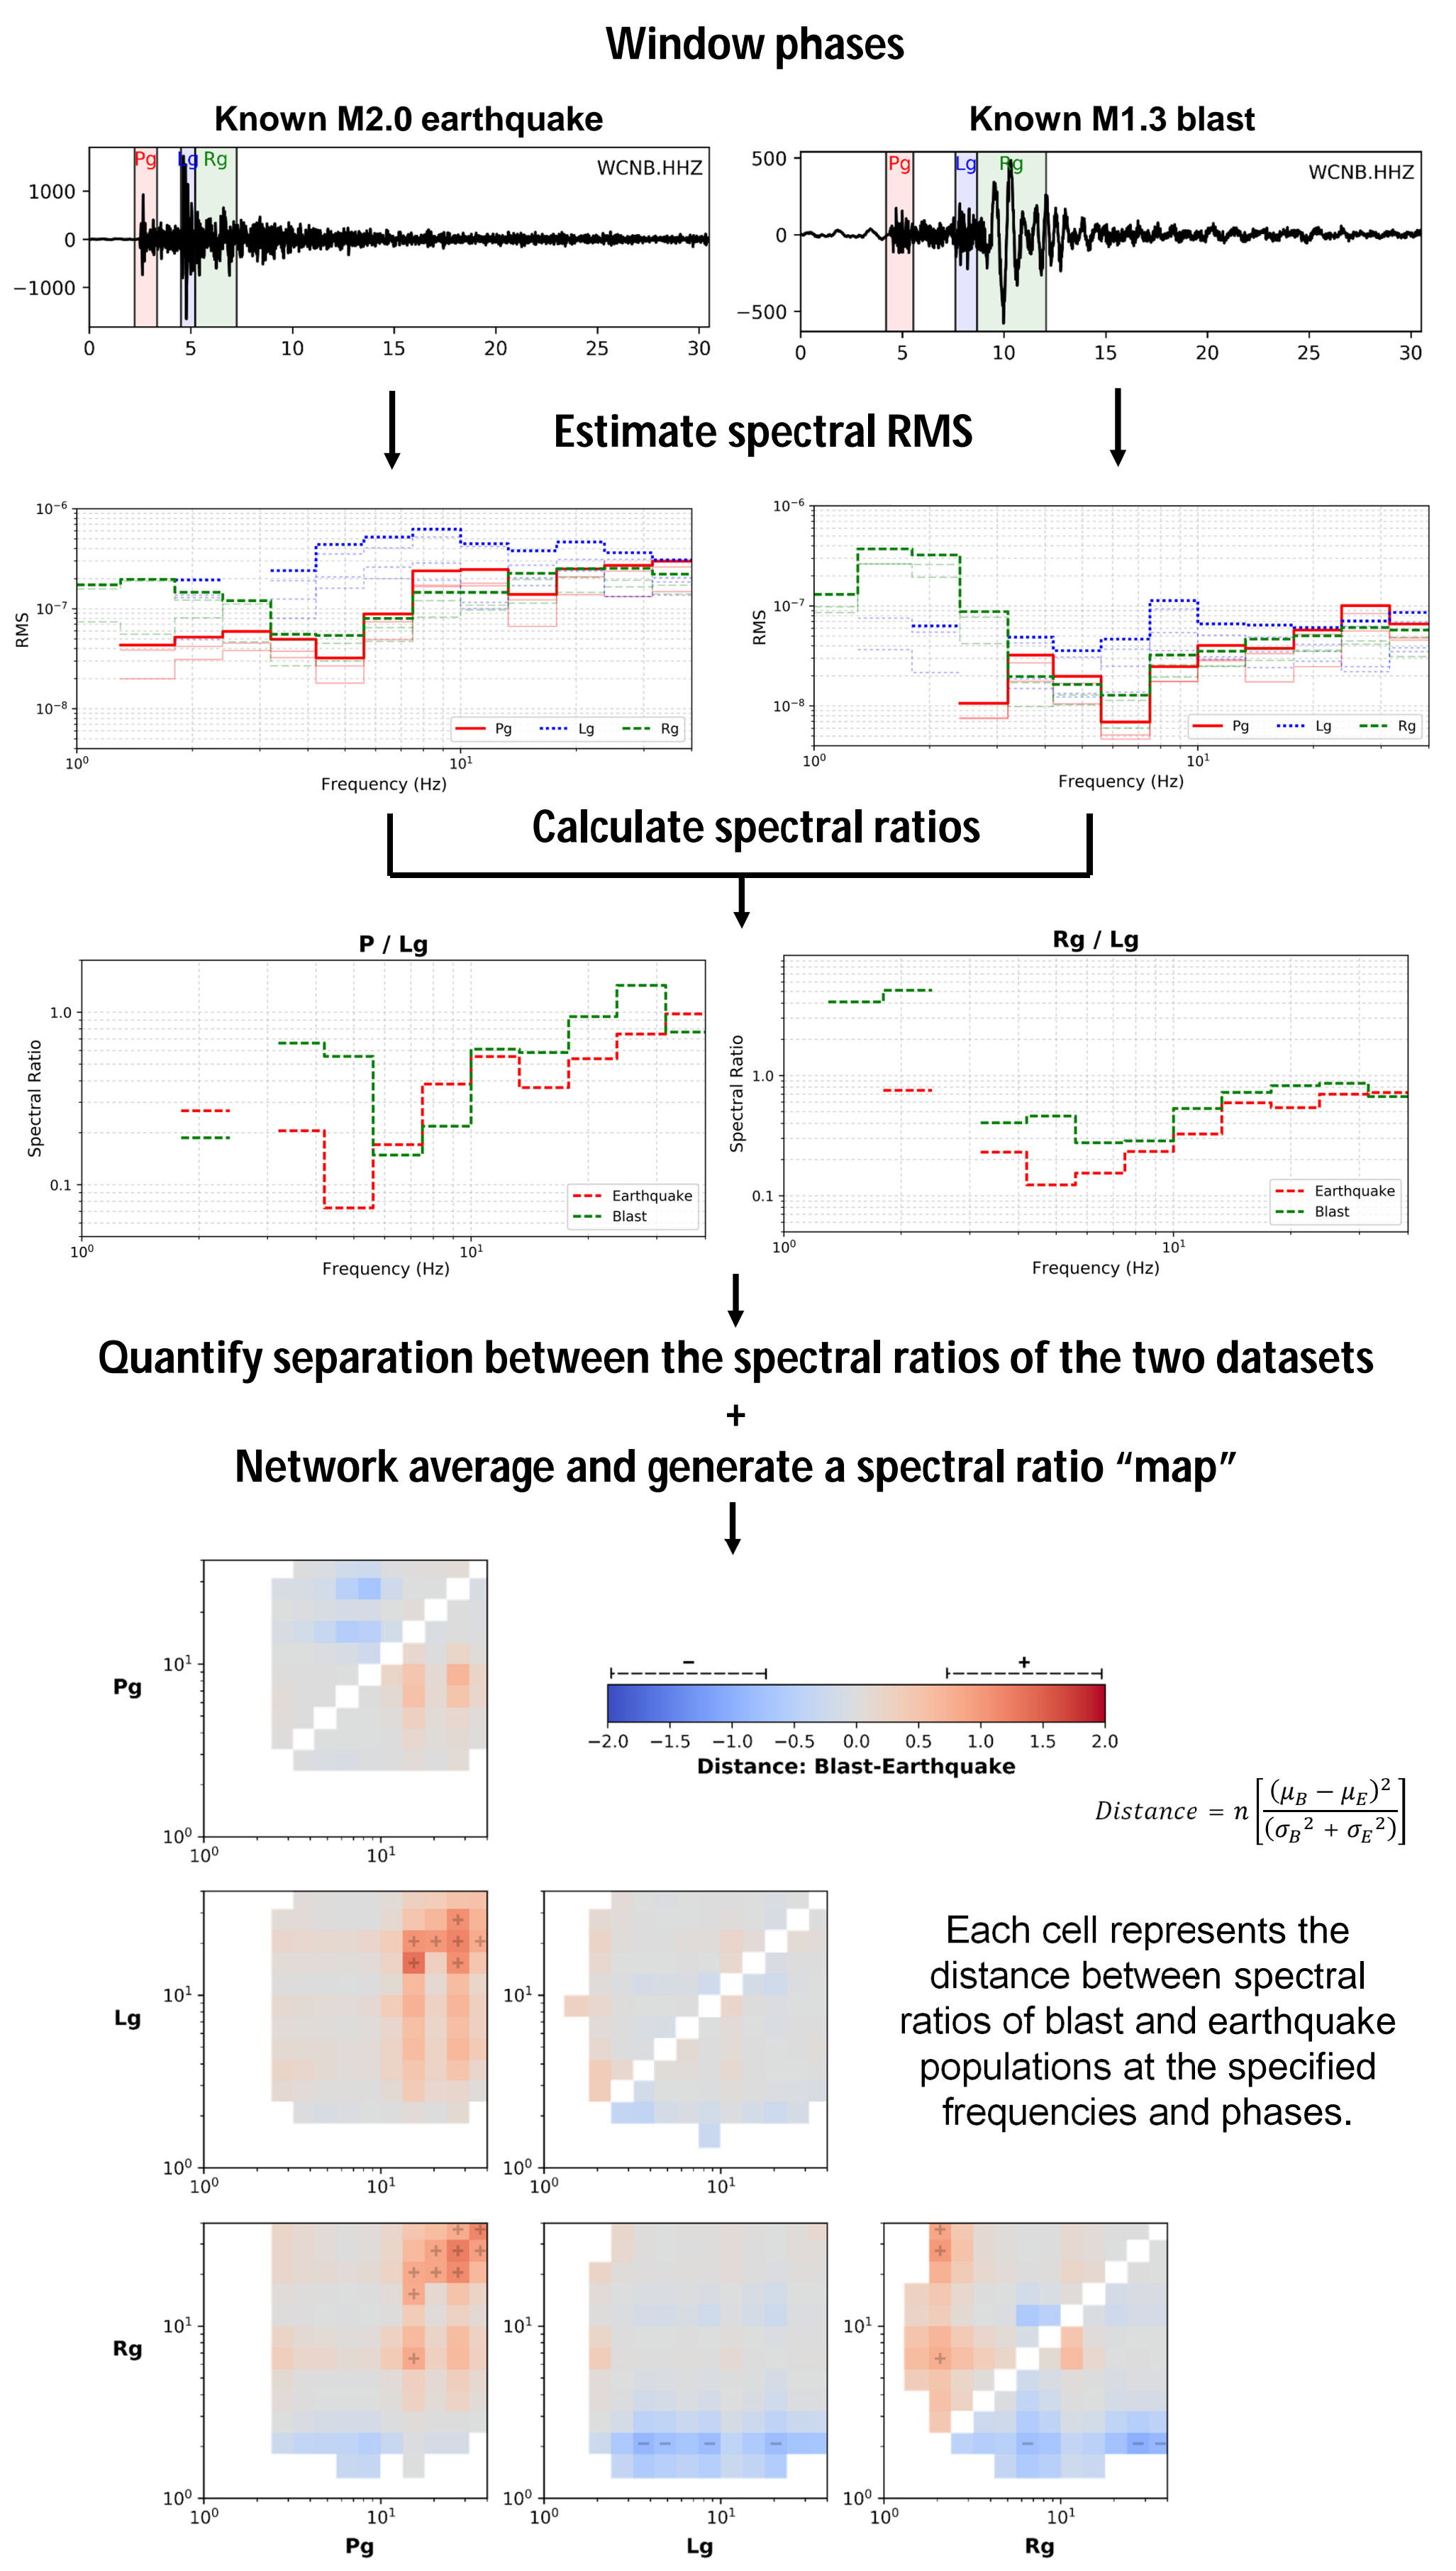 Window phases
Known M2.0 earthquake
Known M1.3 blast
Pg Lg Rg WCNB.HHZ
1000
0
−1000
0 5 10 15 20 25 30
Pg Lg Rg WCNB.HHZ
500
0
−500
0 5 10 15 20 25 30
Estimate spectral RMS
10⁻⁶
10⁻⁷
10⁻⁸
RMS
Pg Lg Rg
10⁰ 10¹
Frequency (Hz)
10⁻⁶
10⁻⁷
10⁻⁸
RMS
Pg Lg Rg
10⁰ 10¹
Frequency (Hz)
Calculate spectral ratios
P / Lg
1.0
0.1
Spectral Ratio
Earthquake
Blast
10⁰ 10¹
Frequency (Hz)
Rg / Lg
1.0
0.1
Spectral Ratio
Earthquake
Blast
10⁰ 10¹
Frequency (Hz)
Quantify separation between the spectral ratios of the two datasets
+
Network average and generate a spectral ratio “map”
Pg
10¹
10⁰
10⁰ 10¹
− +
−2.0 −1.5 −1.0 −0.5 0.0 0.5 1.0 1.5 2.0
Distance: Blast-Earthquake
Distance = n[(μ_B − μ_E)² / (σ_B² + σ_E²)]
Lg
10¹
10⁰
10⁰ 10¹
10¹
10⁰
10⁰ 10¹
Each cell represents the
distance between spectral
ratios of blast and earthquake
populations at the specified
frequencies and phases.
Rg
10¹
10⁰
10⁰ 10¹
Pg
10¹
10⁰
10⁰ 10¹
Lg
10¹
10⁰
10⁰ 10¹
Rg